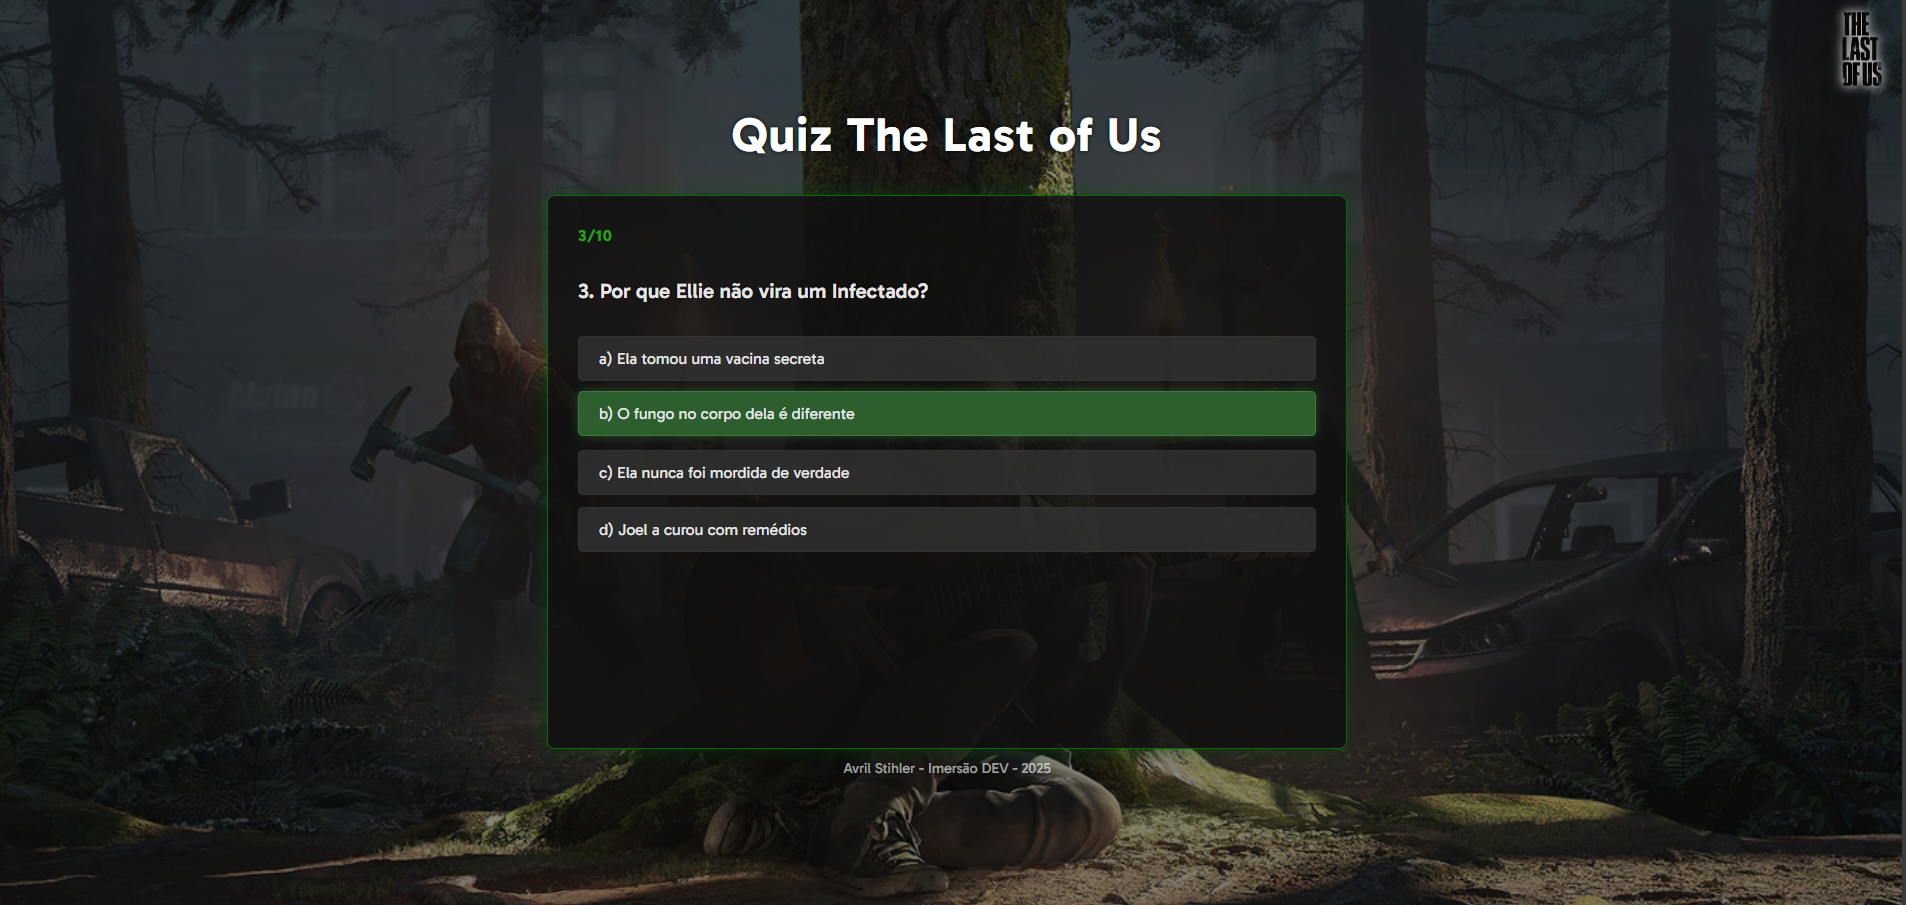 THE
LAST
OF US
Quiz The Last of Us
3/10
3. Por que Ellie não vira um Infectado?
a) Ela tomou uma vacina secreta
b) O fungo no corpo dela é diferente
c) Ela nunca foi mordida de verdade
d) Joel a curou com remédios
Avril Stihler - Imersão DEV - 2025